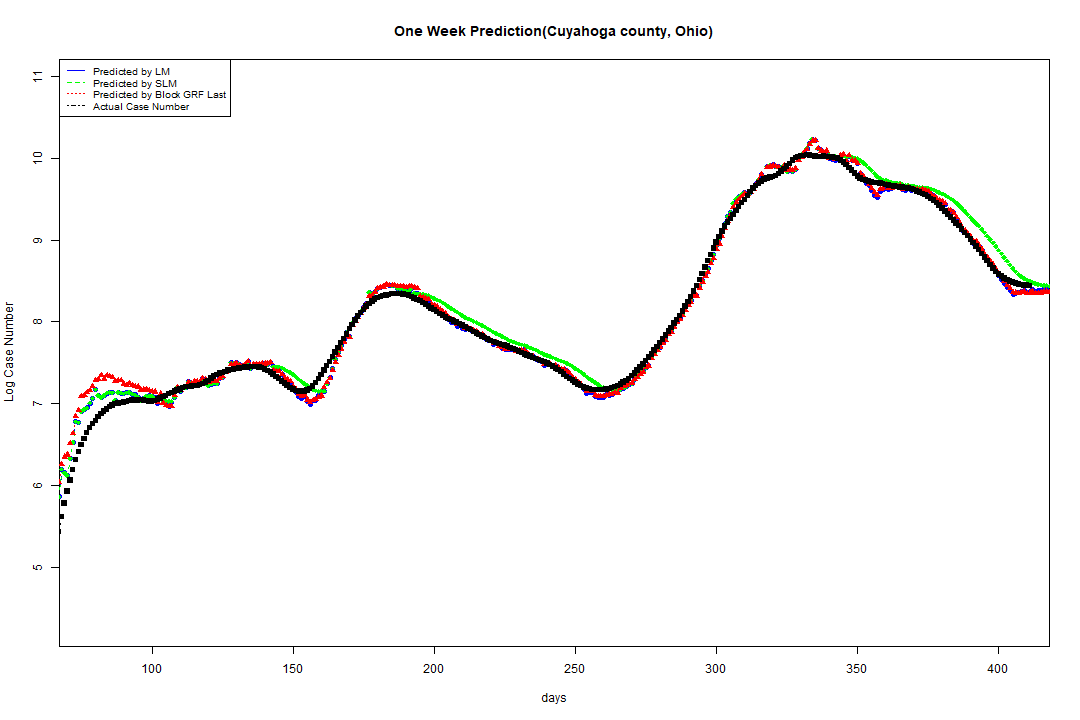 One Week Prediction(Cuyahoga county, Ohio)
Predicted by LM
Predicted by SLM
Predicted by Block GRF Last
Actual Case Number
11
10
9
8
7
6
5
Log Case Number
100 150 200 250 300 350 400
days